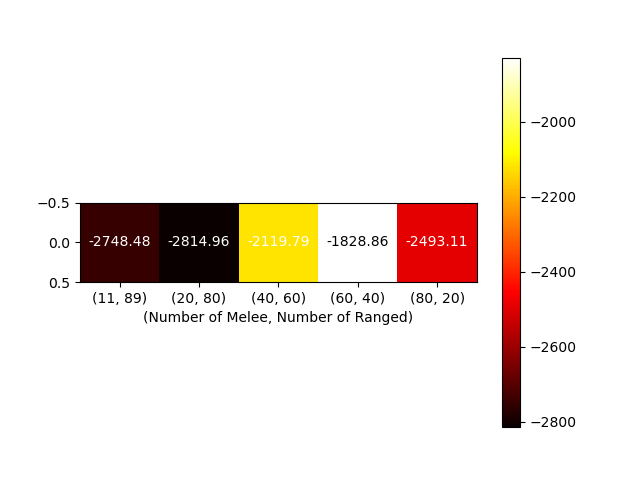 −0.5
0.0
0.5
-2748.48 -2814.96 -2119.79 -1828.86 -2493.11
(11, 89) (20, 80) (40, 60) (60, 40) (80, 20)
(Number of Melee, Number of Ranged)
−2000
−2200
−2400
−2600
−2800